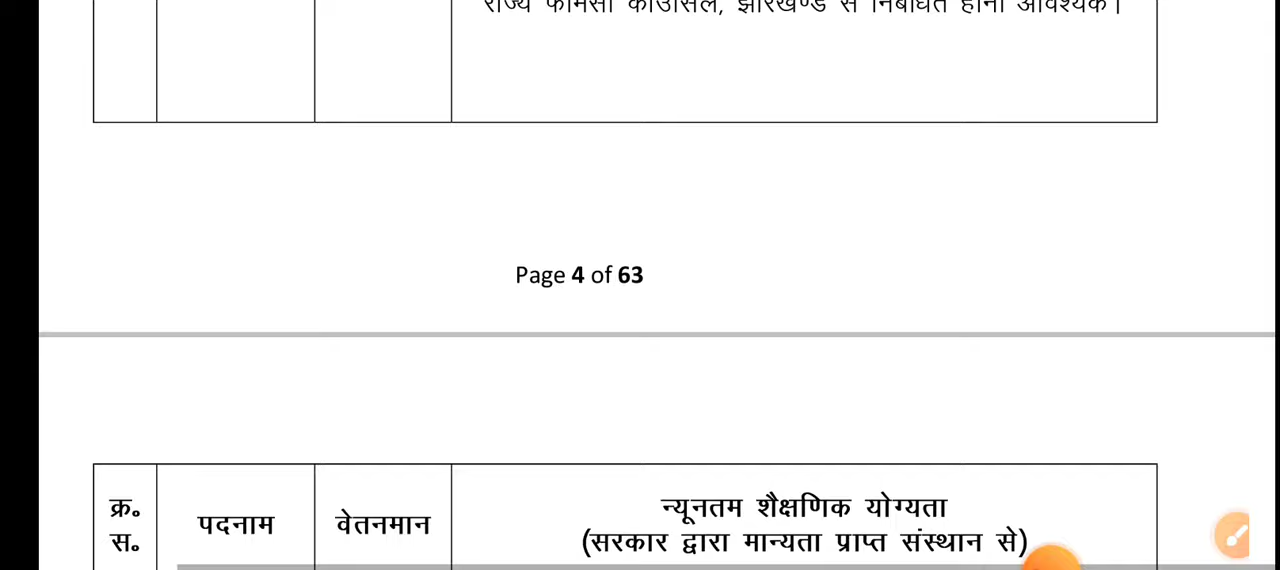 राज्य फार्मेसी काउंसिल, झारखण्ड से निबंधित होना आवश्यक।
Page 4 of 63
क्र॰
स॰
पदनाम
वेतनमान
न्यूनतम शैक्षणिक योग्यता
(सरकार द्वारा मान्यता प्राप्त संस्थान से)